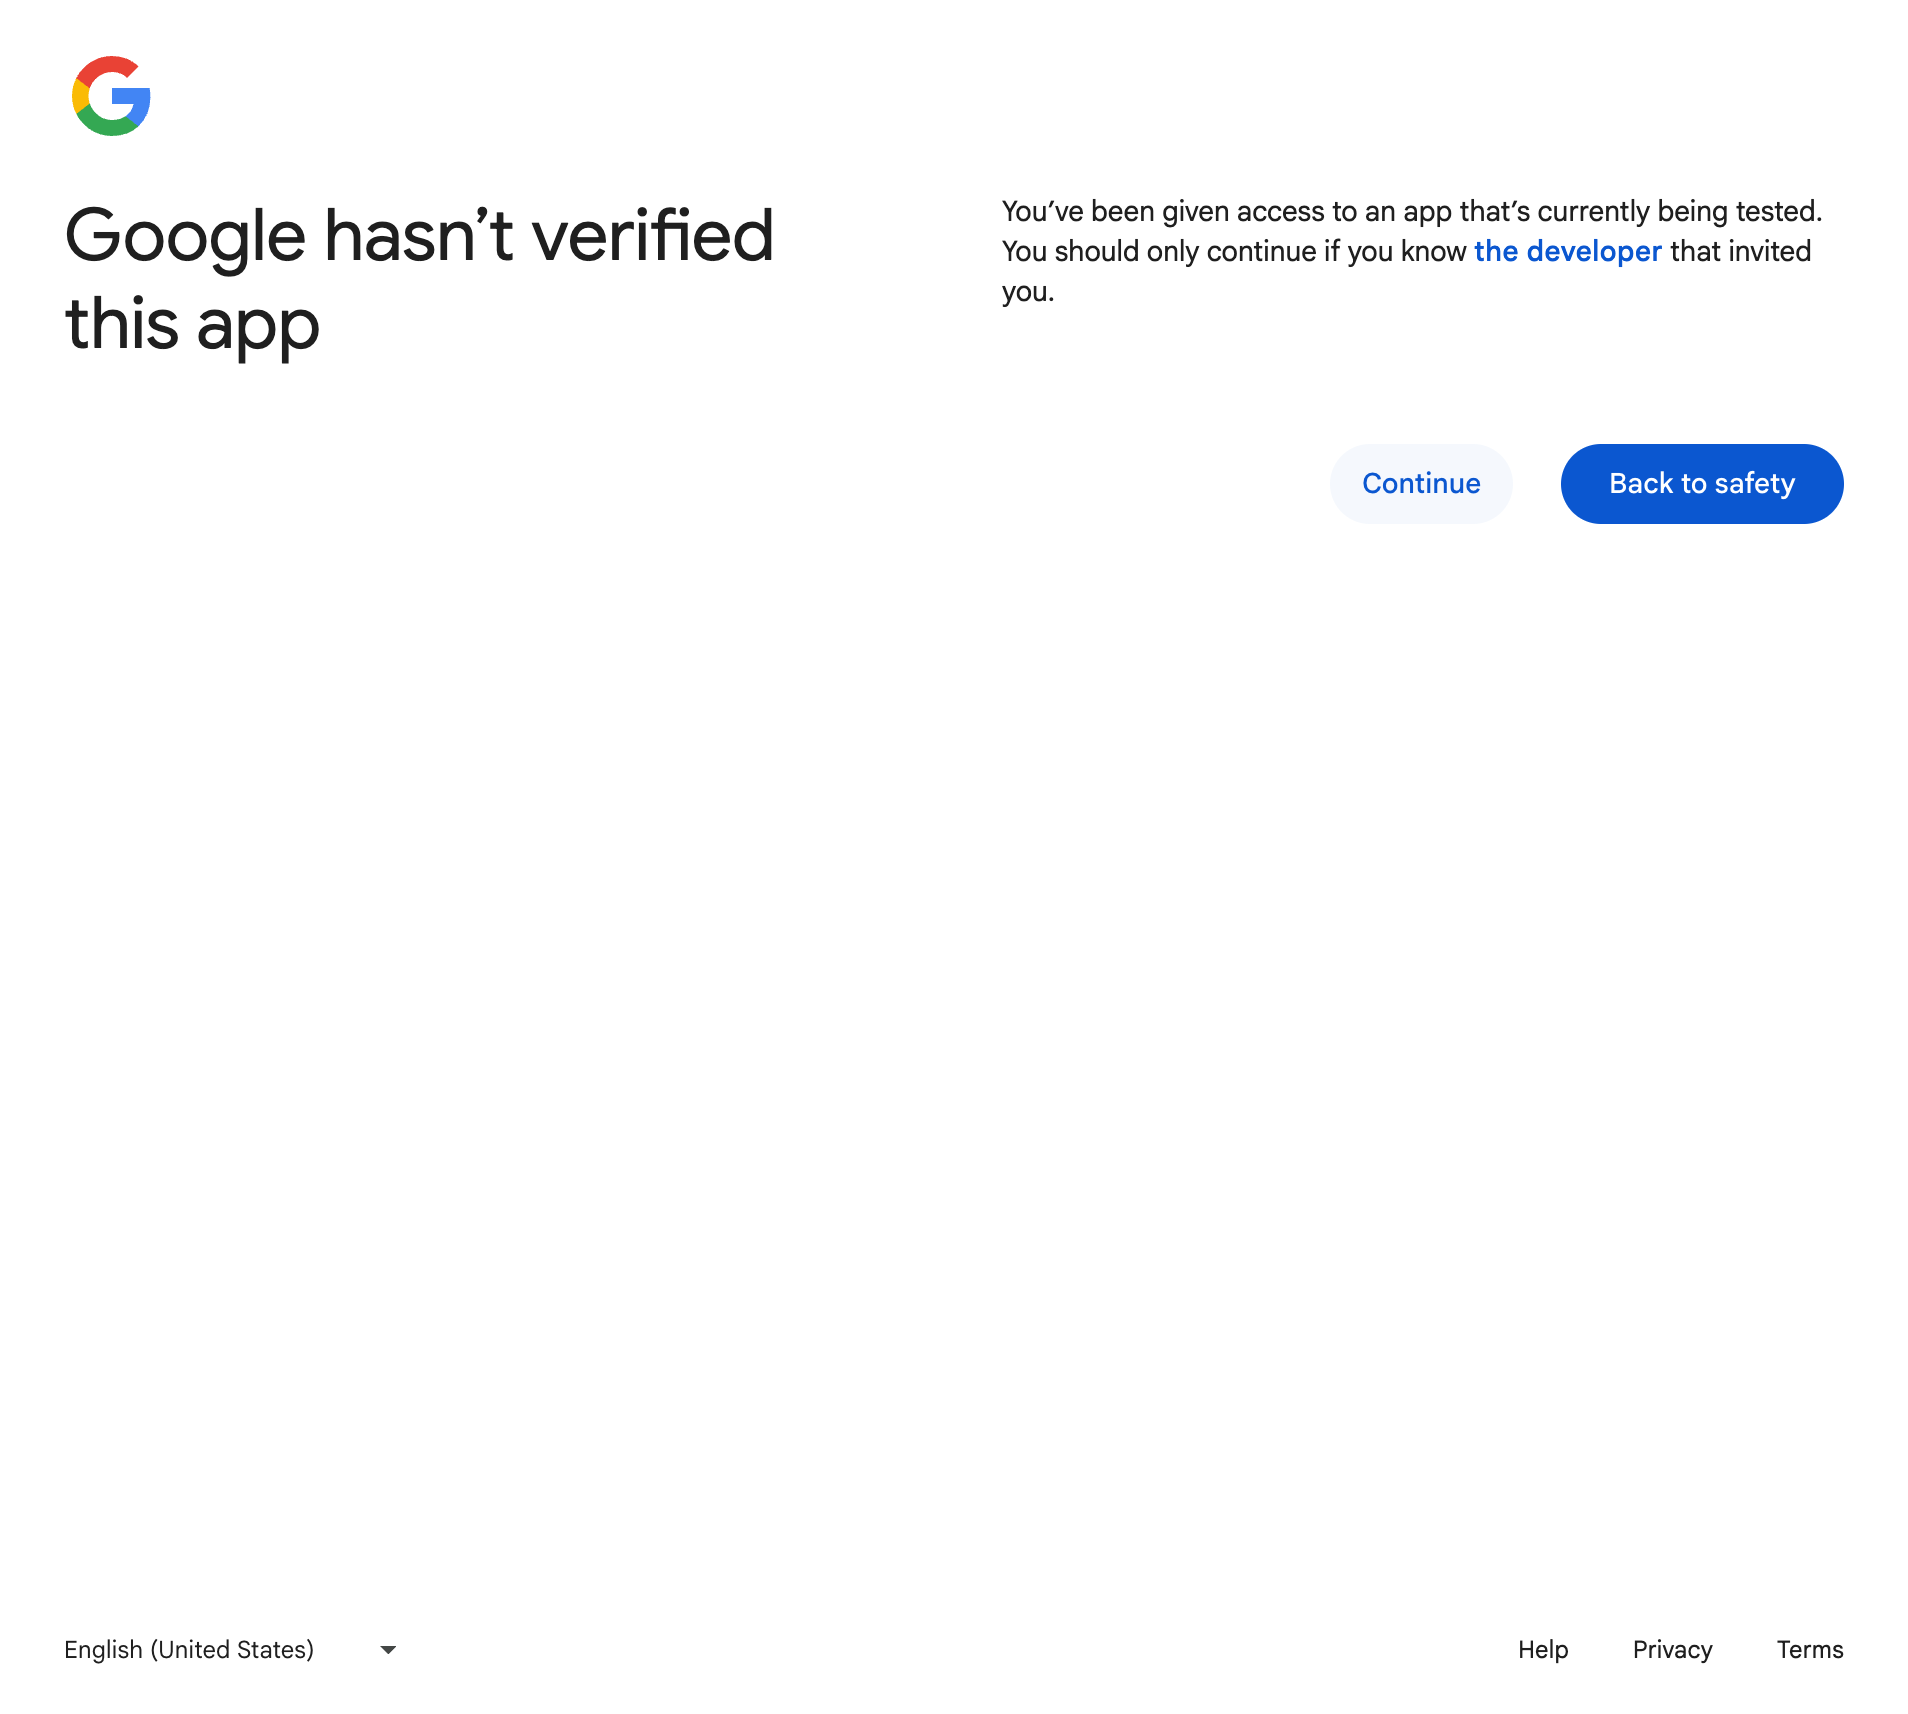 Google hasn’t verified
this app
You’ve been given access to an app that’s currently being tested.
You should only continue if you know the developer that invited
you.
Continue
Back to safety
English (United States)
Help
Privacy
Terms